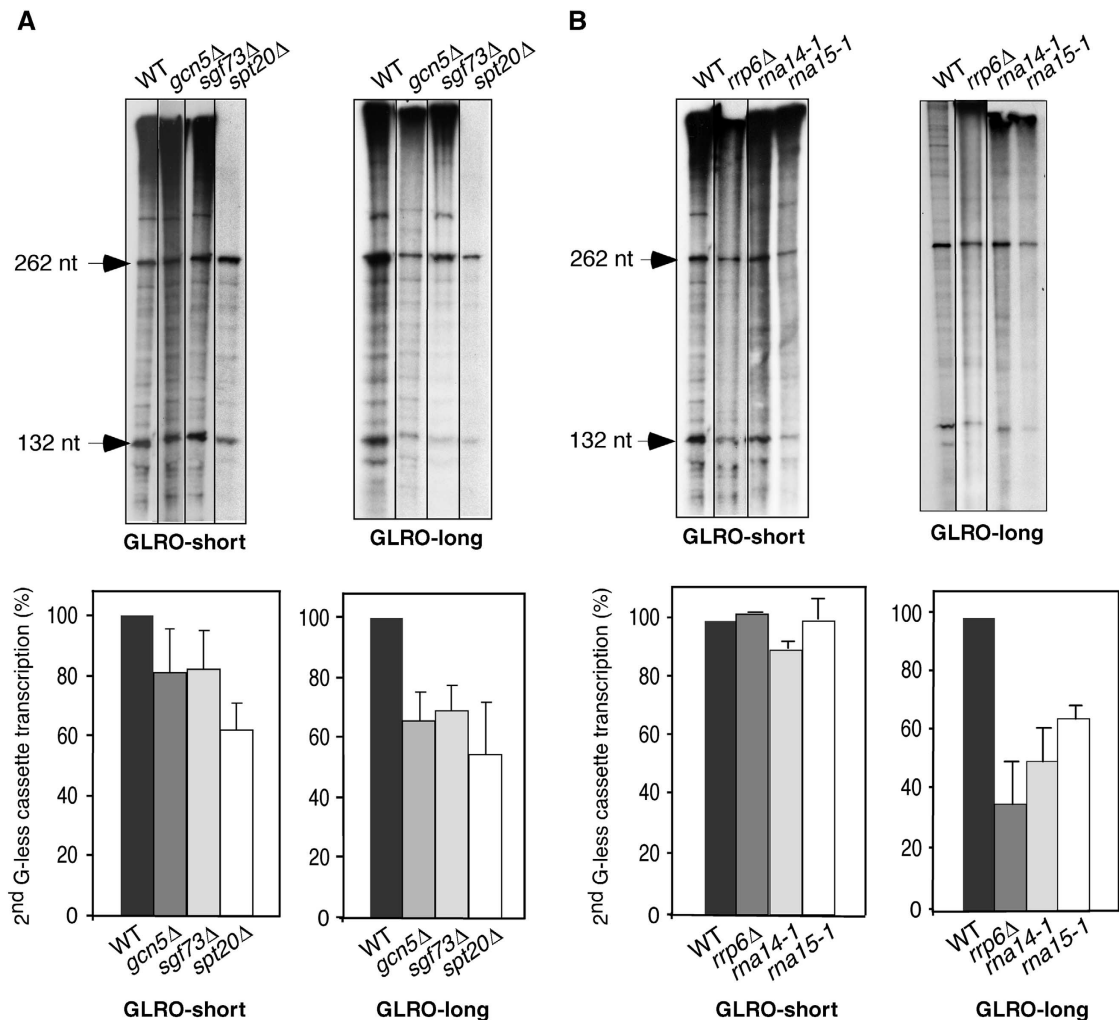 A
WT
gcn5Δ
sgf73Δ
spt20Δ
WT
gcn5Δ
sgf73Δ
spt20Δ
262 nt
132 nt
GLRO-short
GLRO-long
2nd G-less cassette transcription (%)
100
80
60
40
20
0
WT
gcn5Δ
sgf73Δ
spt20Δ
GLRO-short
100
80
60
40
20
0
WT
gcn5Δ
sgf73Δ
spt20Δ
GLRO-long
B
WT
rrp6Δ
rna14-1
rna15-1
WT
rrp6Δ
rna14-1
rna15-1
262 nt
132 nt
GLRO-short
GLRO-long
2nd G-less cassette transcription (%)
100
80
60
40
20
0
WT
rrp6Δ
rna14-1
rna15-1
GLRO-short
100
80
60
40
20
0
WT
rrp6Δ
rna14-1
rna15-1
GLRO-long